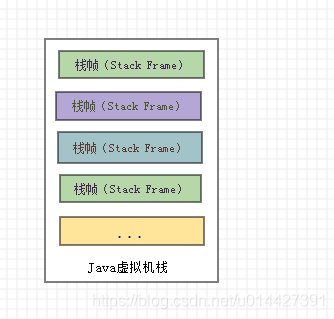 栈帧（Stack Frame）
栈帧（Stack Frame）
栈帧（Stack Frame）
栈帧（Stack Frame）
...
Java虚拟机栈
https://blog.csdn.net/u014427391